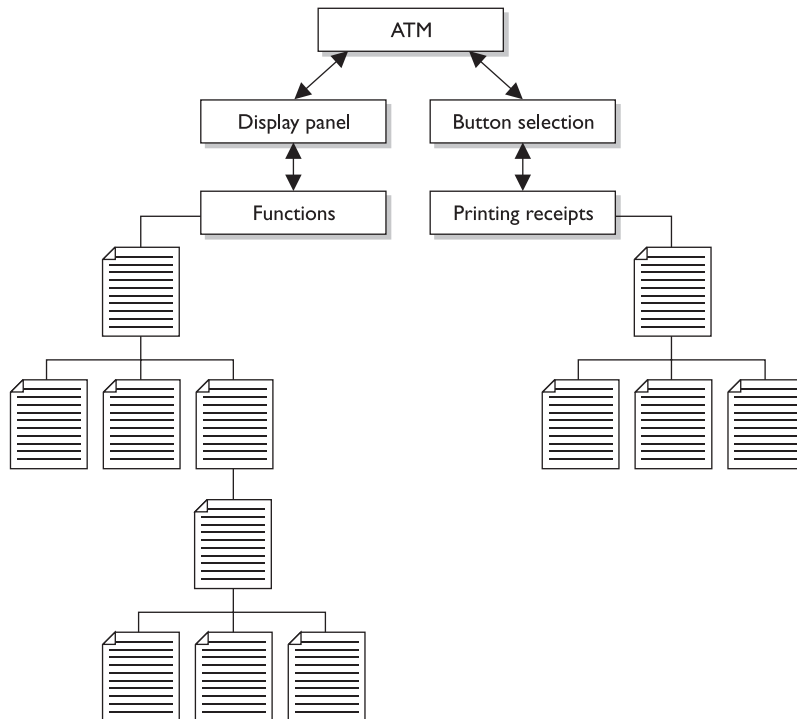 ATM
Display panel
Button selection
Functions
Printing receipts